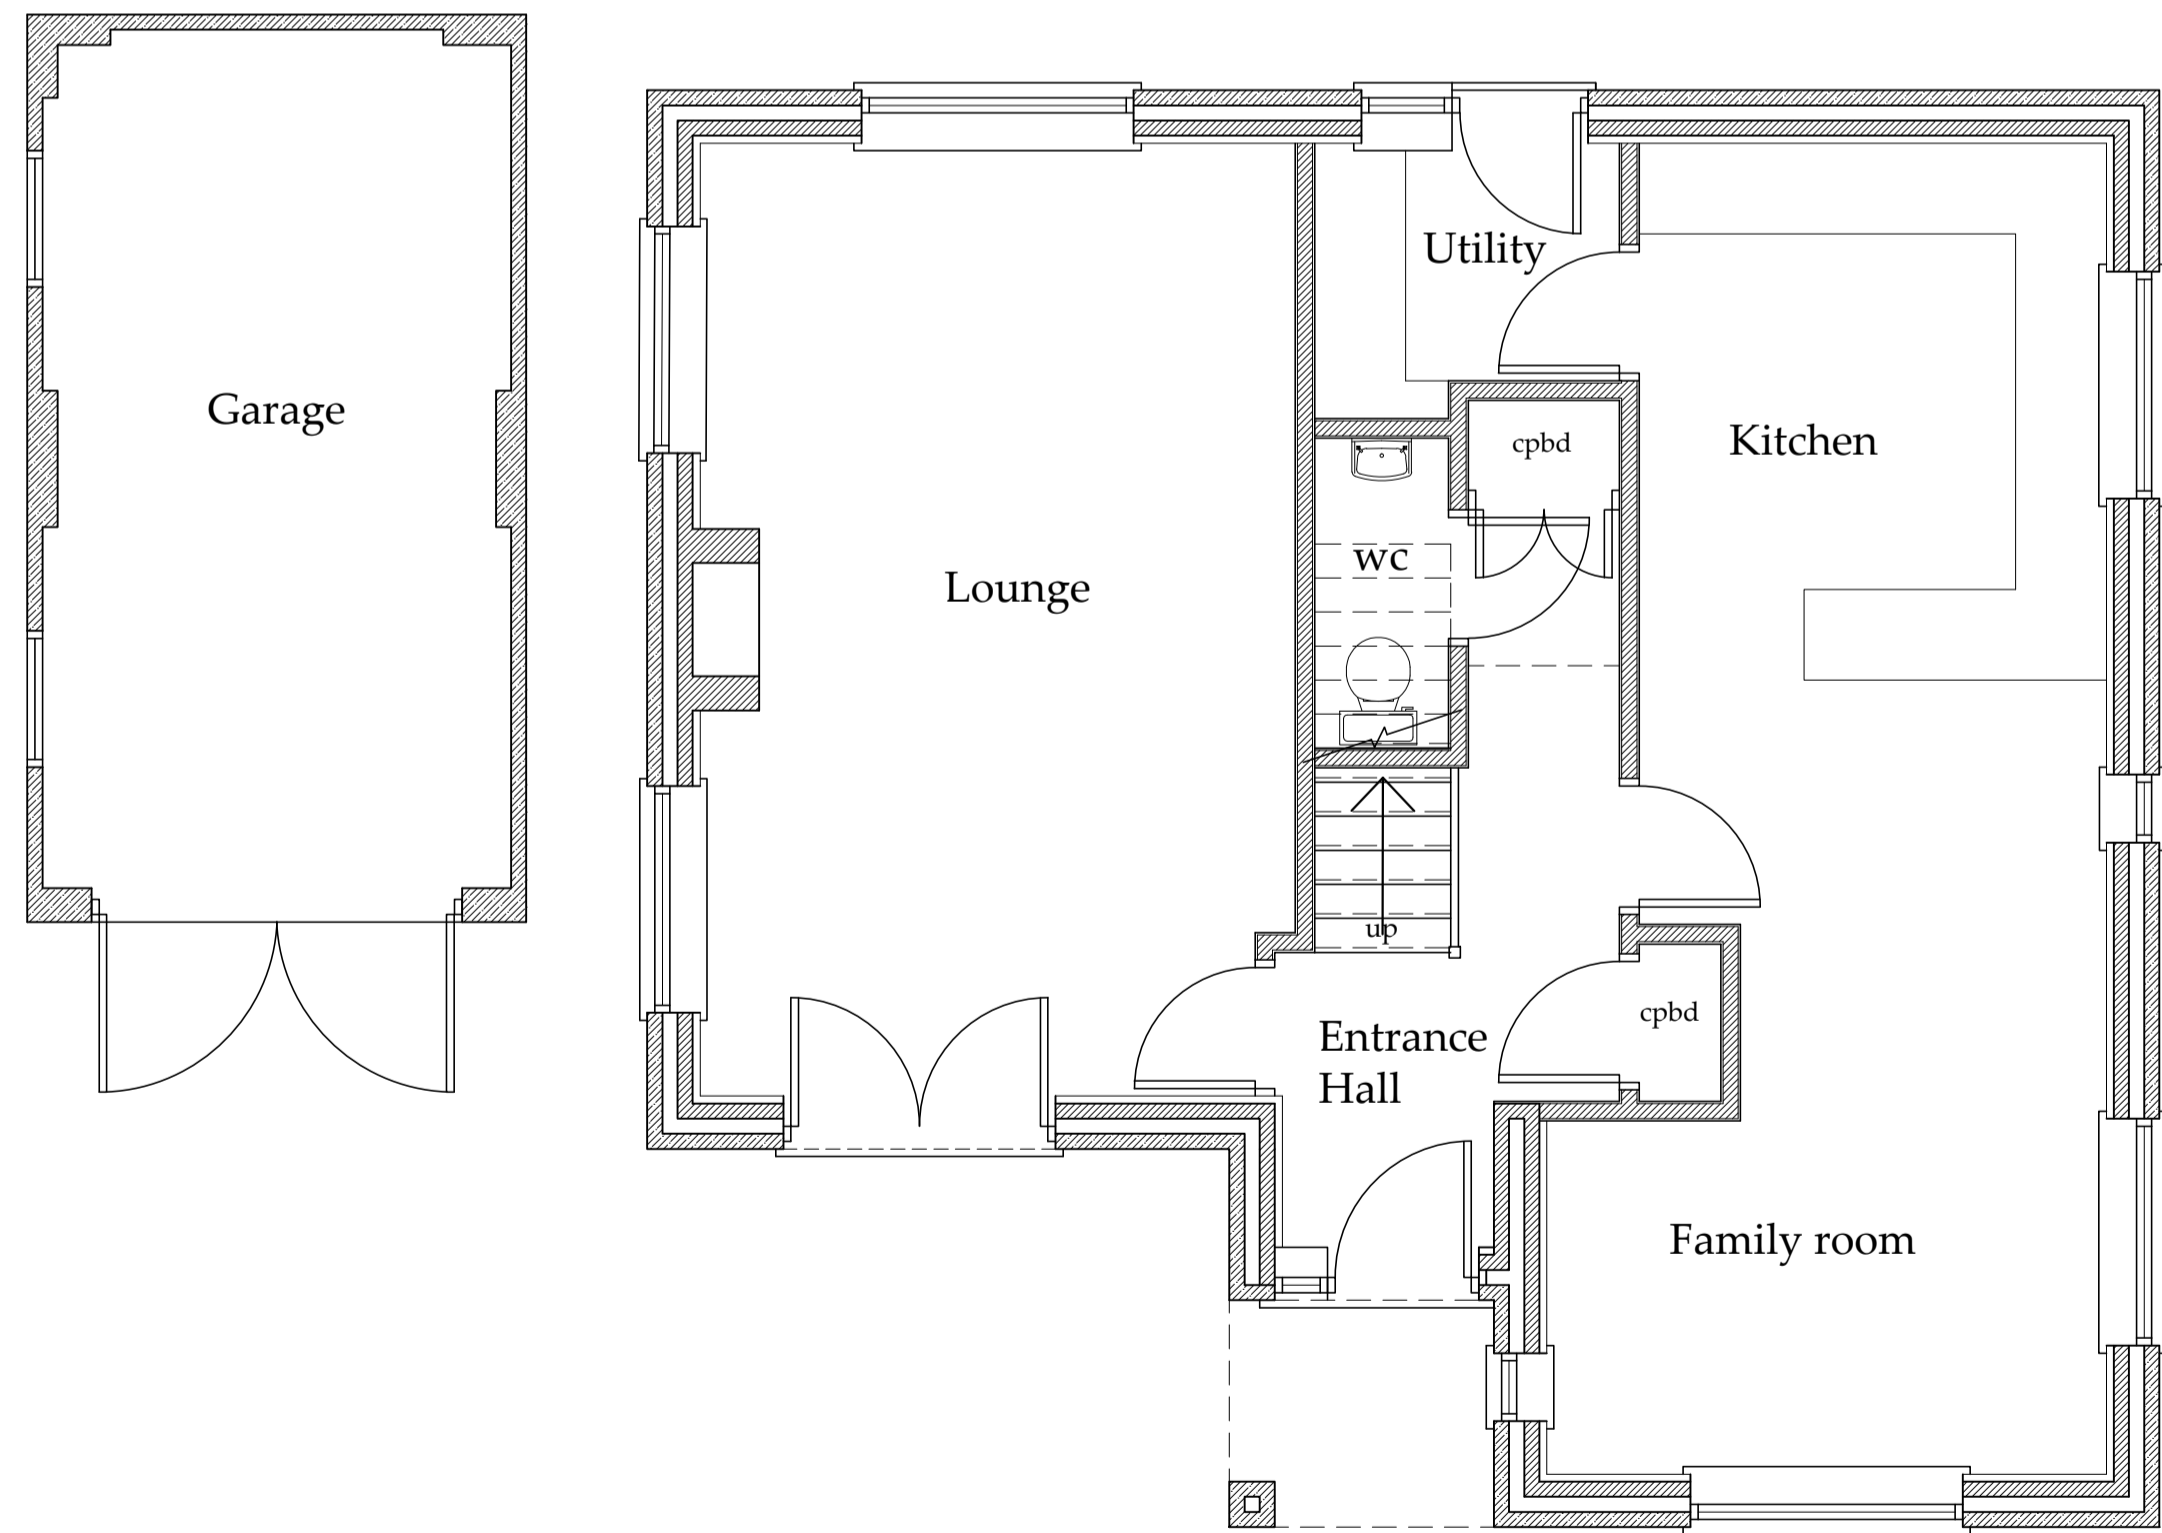 Utility
Garage
Kitchen
cpbd
Lounge
wc
up
cpbd
Entrance
Hall
Family room